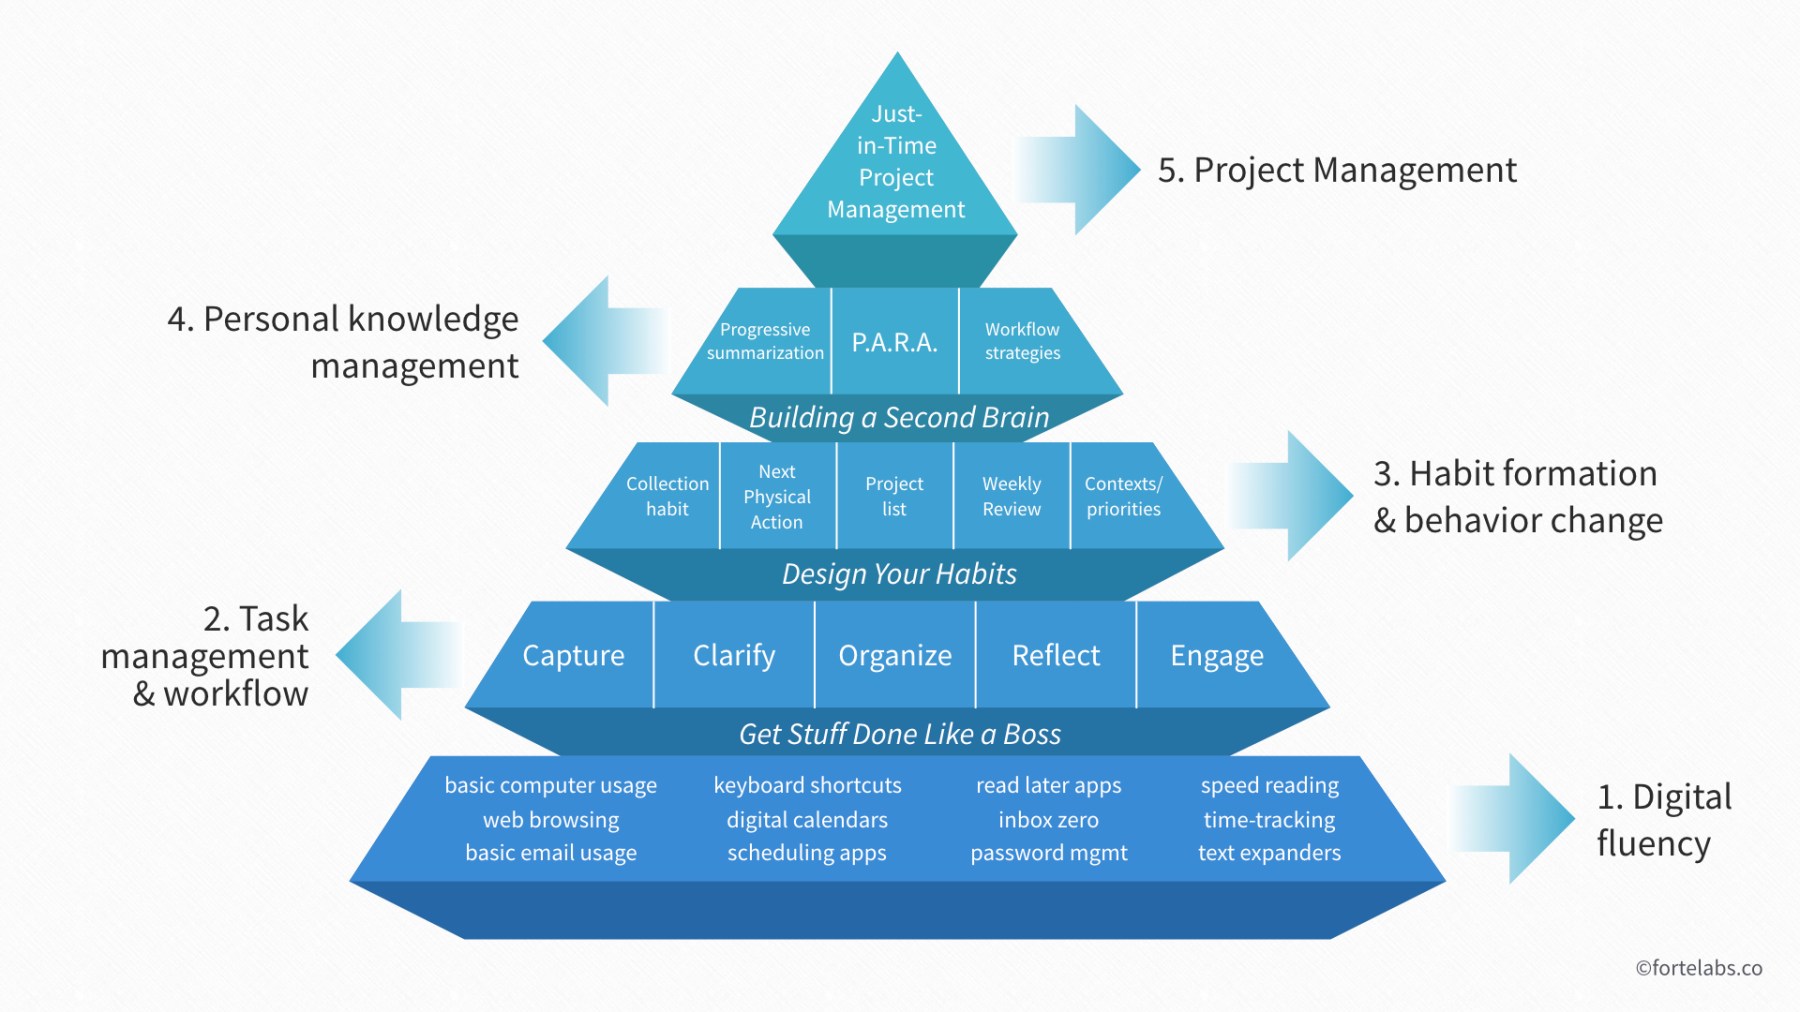 Just-
in-Time
Project
Management
5. Project Management
4. Personal knowledge
management
Progressive
summarization
P.A.R.A.
Workflow
strategies
Building a Second Brain
Collection
habit
Next
Physical
Action
Project
list
Weekly
Review
Contexts/
priorities
3. Habit formation
& behavior change
Design Your Habits
2. Task
management
& workflow
Capture
Clarify
Organize
Reflect
Engage
Get Stuff Done Like a Boss
basic computer usage
web browsing
basic email usage
keyboard shortcuts
digital calendars
scheduling apps
read later apps
inbox zero
password mgmt
speed reading
time-tracking
text expanders
1. Digital
fluency
©fortelabs.co